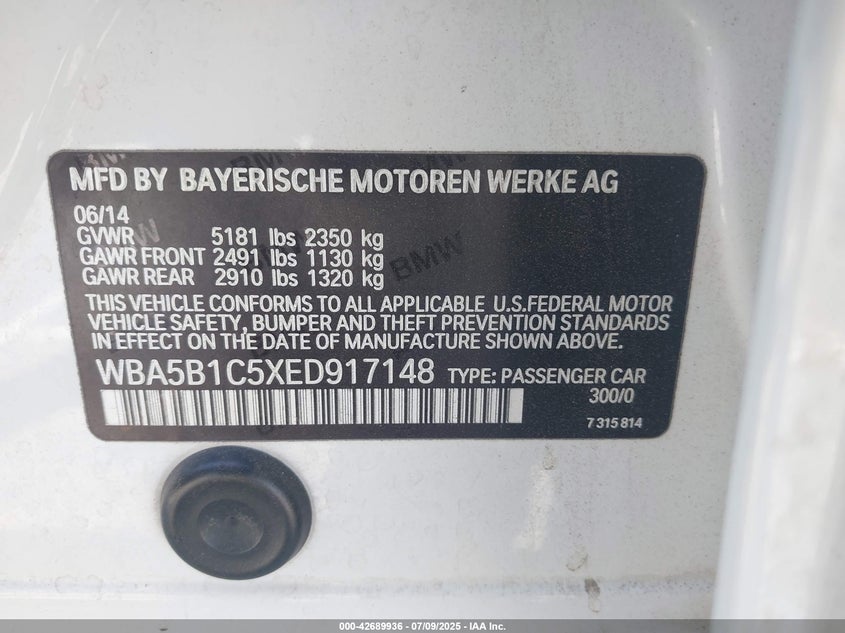 MFD BY BAYERISCHE MOTOREN WERKE AG
06/14
GVWR 5181 lbs 2350 kg
GAWR FRONT 2491 lbs 1130 kg
GAWR REAR 2910 lbs 1320 kg
THIS VEHICLE CONFORMS TO ALL APPLICABLE U.S.FEDERAL MOTOR
VEHICLE SAFETY, BUMPER AND THEFT PREVENTION STANDARDS
IN EFFECT ON THE DATE OF MANUFACTURE SHOWN ABOVE.
WBA5B1C5XED917148 TYPE: PASSENGER CAR
300/0
7 315 814
BMW
000-42689936 - 07/09/2025 - IAA Inc.